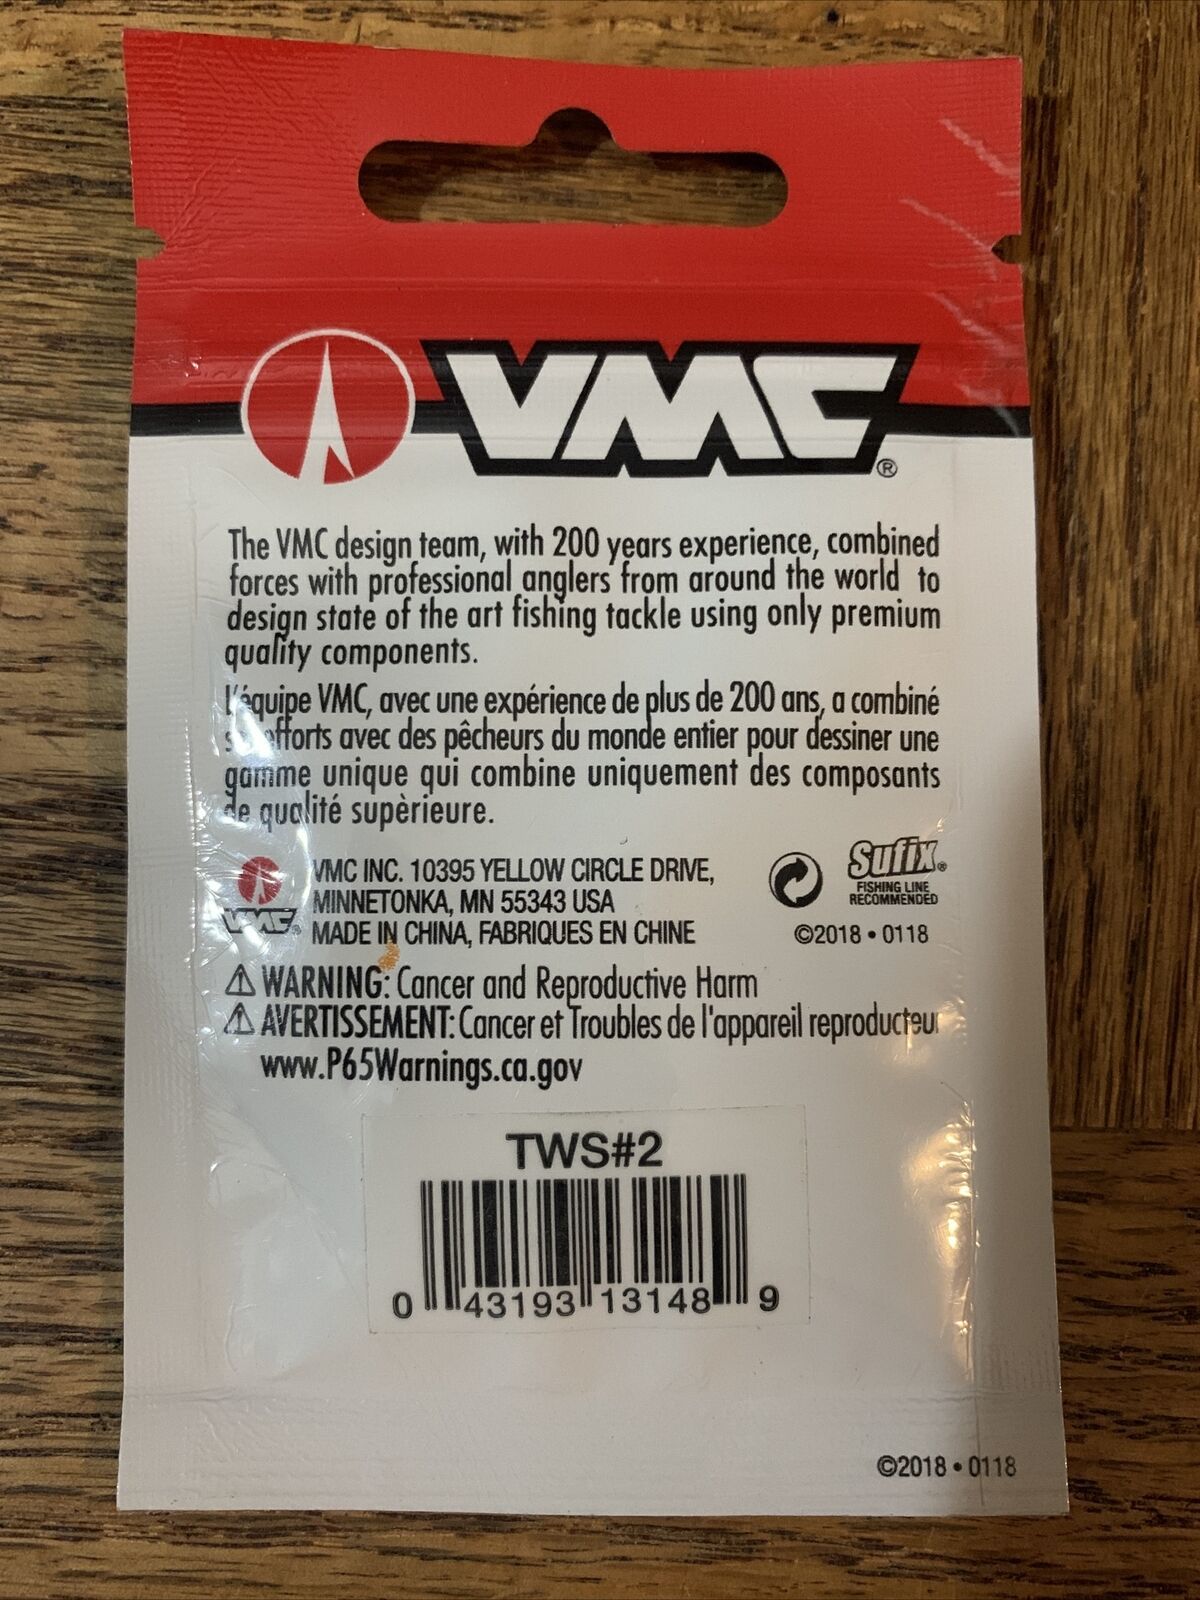 VMC®
The VMC design team, with 200 years experience, combined
forces with professional anglers from around the world to
design state of the art fishing tackle using only premium
quality components.
L'équipe VMC, avec une expérience de plus de 200 ans, a combiné
efforts avec des pêcheurs du monde entier pour dessiner une
gamme unique qui combine uniquement des composants
de qualité supèrieure.
VMC®
VMC INC. 10395 YELLOW CIRCLE DRIVE,
MINNETONKA, MN 55343 USA
MADE IN CHINA, FABRIQUES EN CHINE
Sufix®
FISHING LINE
RECOMMENDED
©2018 • 0118
⚠ WARNING: Cancer and Reproductive Harm
⚠ AVERTISSEMENT: Cancer et Troubles de l'appareil reproducteur
www.P65Warnings.ca.gov
TWS#2
0 43193 13148 9
©2018 • 0118